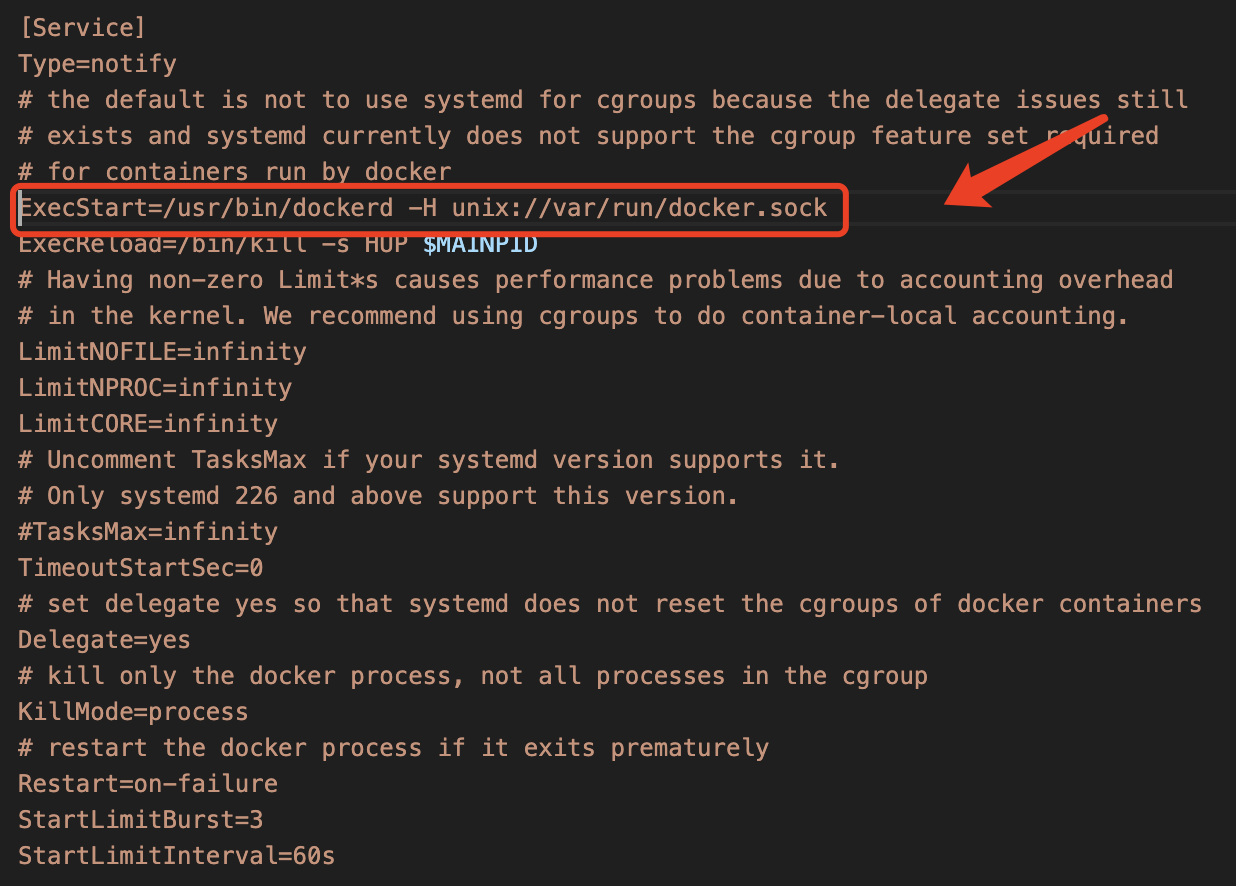 [Service]
Type=notify
# the default is not to use systemd for cgroups because the delegate issues still
# exists and systemd currently does not support the cgroup feature set required
# for containers run by docker
ExecStart=/usr/bin/dockerd -H unix://var/run/docker.sock
ExecReload=/bin/kill -s HUP $MAINPID
# Having non-zero Limit*s causes performance problems due to accounting overhead
# in the kernel. We recommend using cgroups to do container-local accounting.
LimitNOFILE=infinity
LimitNPROC=infinity
LimitCORE=infinity
# Uncomment TasksMax if your systemd version supports it.
# Only systemd 226 and above support this version.
#TasksMax=infinity
TimeoutStartSec=0
# set delegate yes so that systemd does not reset the cgroups of docker containers
Delegate=yes
# kill only the docker process, not all processes in the cgroup
KillMode=process
# restart the docker process if it exits prematurely
Restart=on-failure
StartLimitBurst=3
StartLimitInterval=60s